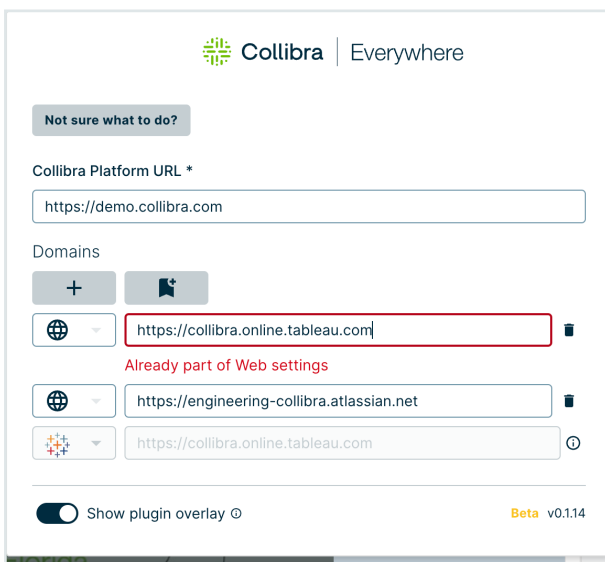 Collibra | Everywhere
Not sure what to do?
Collibra Platform URL *
https://demo.collibra.com
Domains
https://collibra.online.tableau.com
Already part of Web settings
https://engineering-collibra.atlassian.net
https://collibra.online.tableau.com
Show plugin overlay
Beta v0.1.14